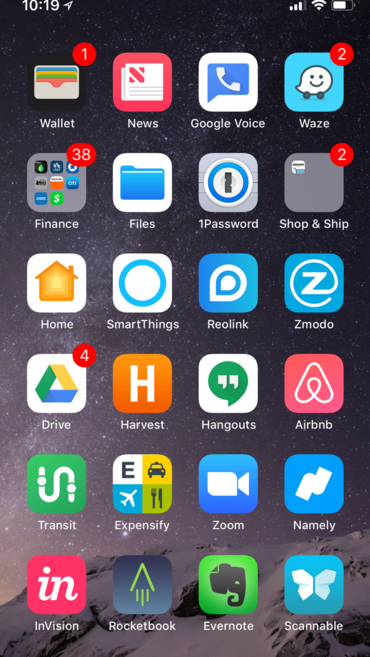 10:19
1
2
Wallet
News
Google Voice
Waze
38
2
Finance
Files
1Password
Shop & Ship
Home
SmartThings
Reolink
Zmodo
4
H
Drive
Harvest
Hangouts
Airbnb
E
Transit
Expensify
Zoom
Namely
in
InVision
Rocketbook
Evernote
Scannable